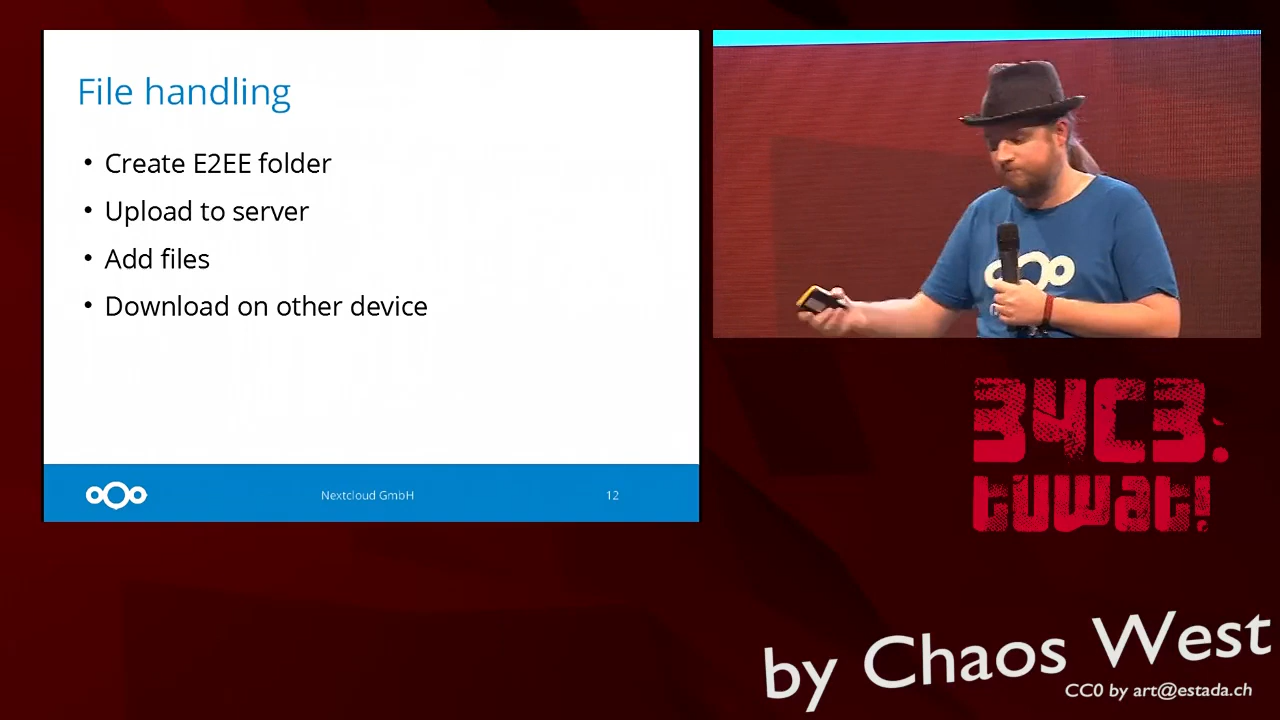 File handling
• Create E2EE folder
• Upload to server
• Add files
• Download on other device
Nextcloud GmbH
12
34C3:
tuwat!
by Chaos West
CC0 by art@estada.ch